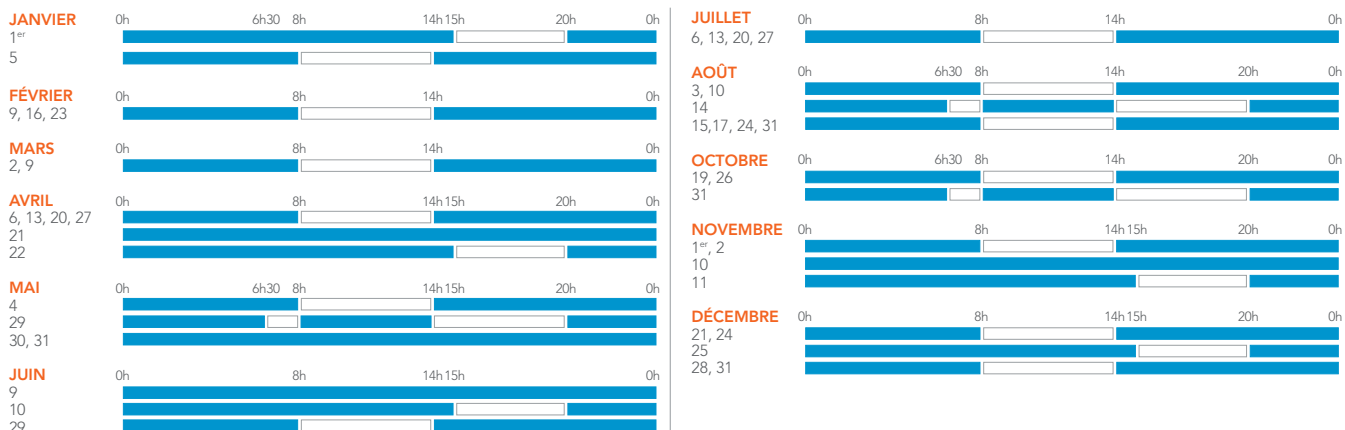 JANVIER 0h 6h30 8h 14h 15h 20h 0h
1er
5
FÉVRIER 0h 8h 14h 0h
9, 16, 23
MARS 0h 8h 14h 0h
2, 9
AVRIL 0h 8h 14h 15h 20h 0h
6, 13, 20, 27
21
22
MAI 0h 6h30 8h 14h 15h 20h 0h
4
29
30, 31
JUIN 0h 8h 14h 15h 0h
9
10
29
JUILLET 0h 8h 14h 0h
6, 13, 20, 27
AOÛT 0h 6h30 8h 14h 20h 0h
3, 10
14
15,17, 24, 31
OCTOBRE 0h 6h30 8h 14h 20h 0h
19, 26
31
NOVEMBRE 0h 8h 14h 15h 20h 0h
1er, 2
10
11
DÉCEMBRE 0h 8h 14h 15h 20h 0h
21, 24
25
28, 31